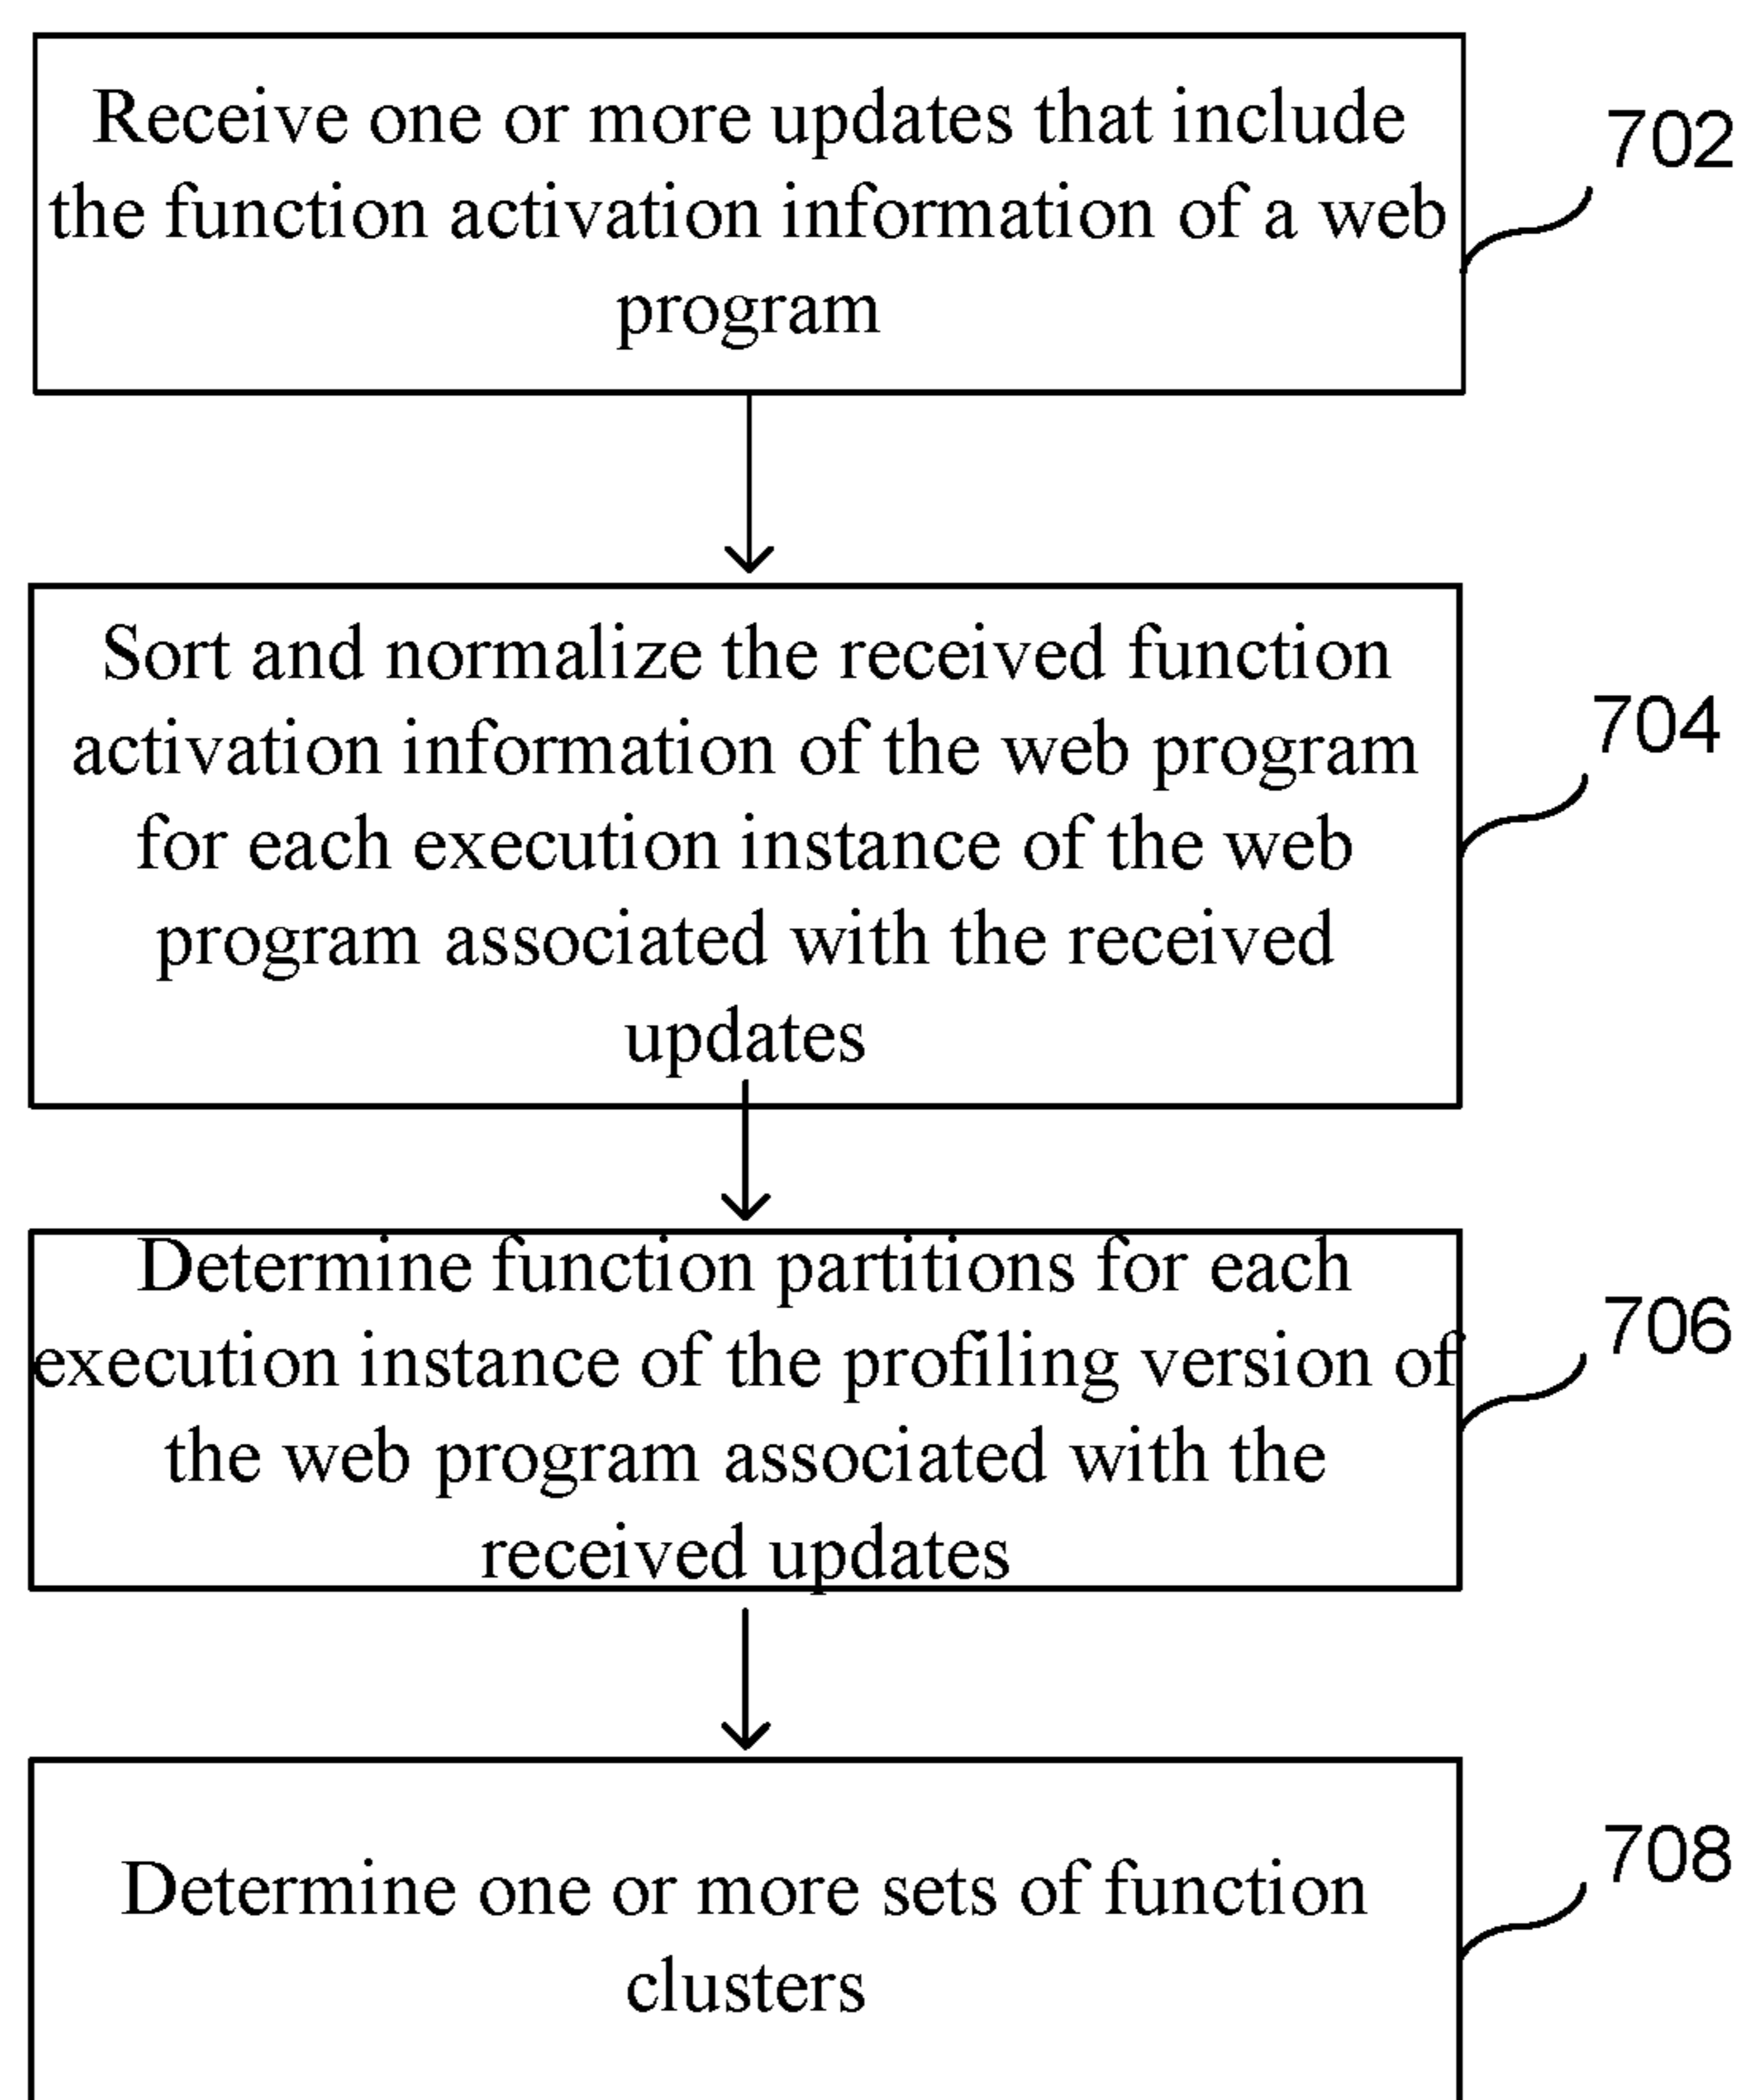 Receive one or more updates that include
the function activation information of a web
program
702
Sort and normalize the received function
activation information of the web program
for each execution instance of the web
program associated with the received
updates
704
Determine function partitions for each
execution instance of the profiling version of
the web program associated with the
received updates
706
Determine one or more sets of function
clusters
708